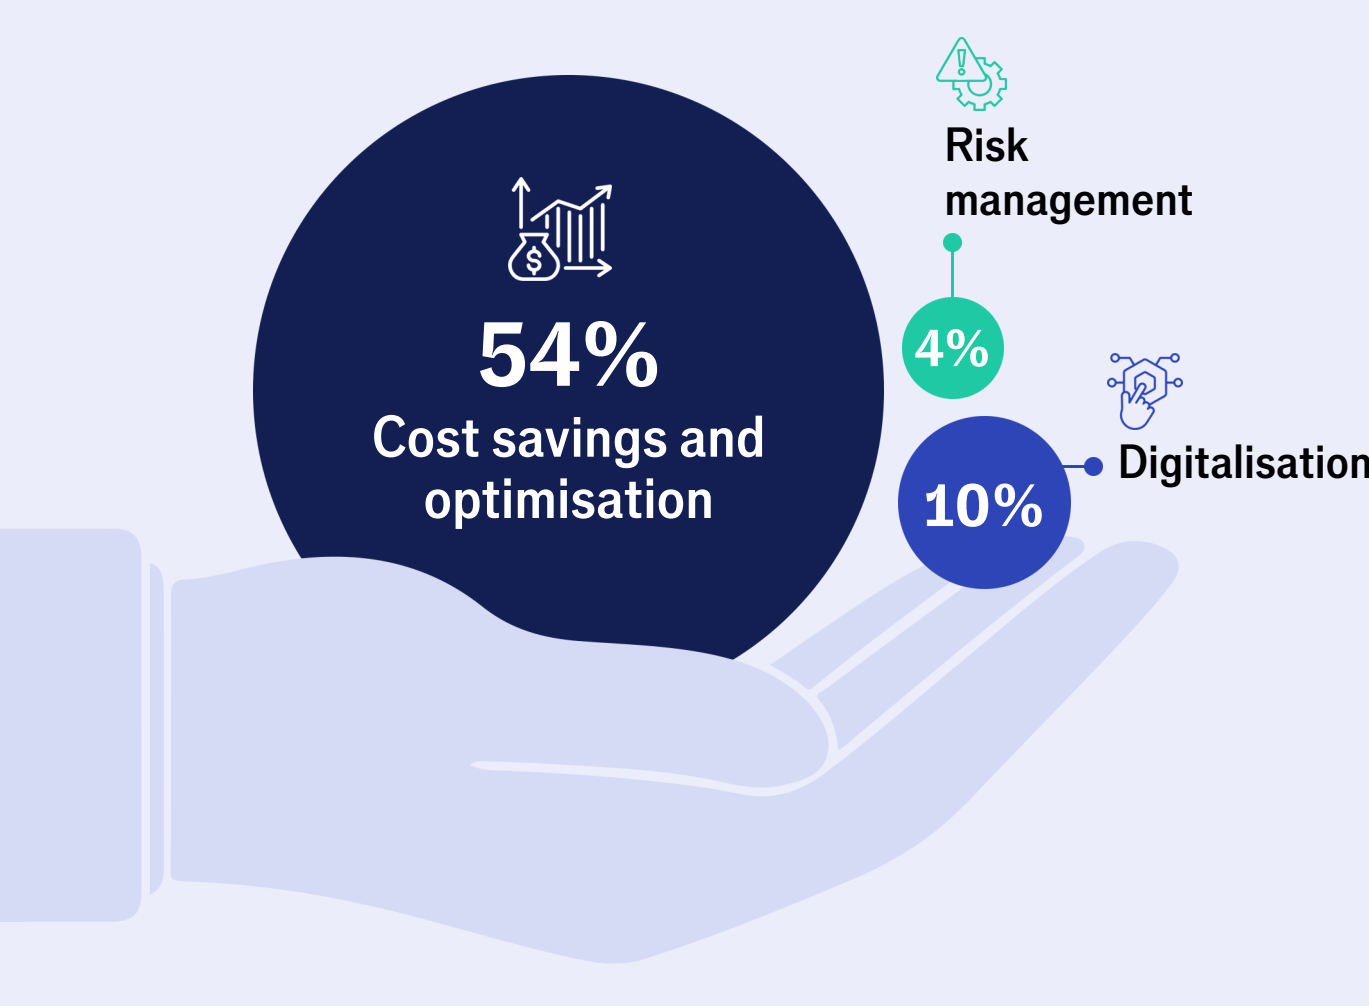 Risk
management
54%
4%
Cost savings and
optimisation
Digitalisation
10%
$